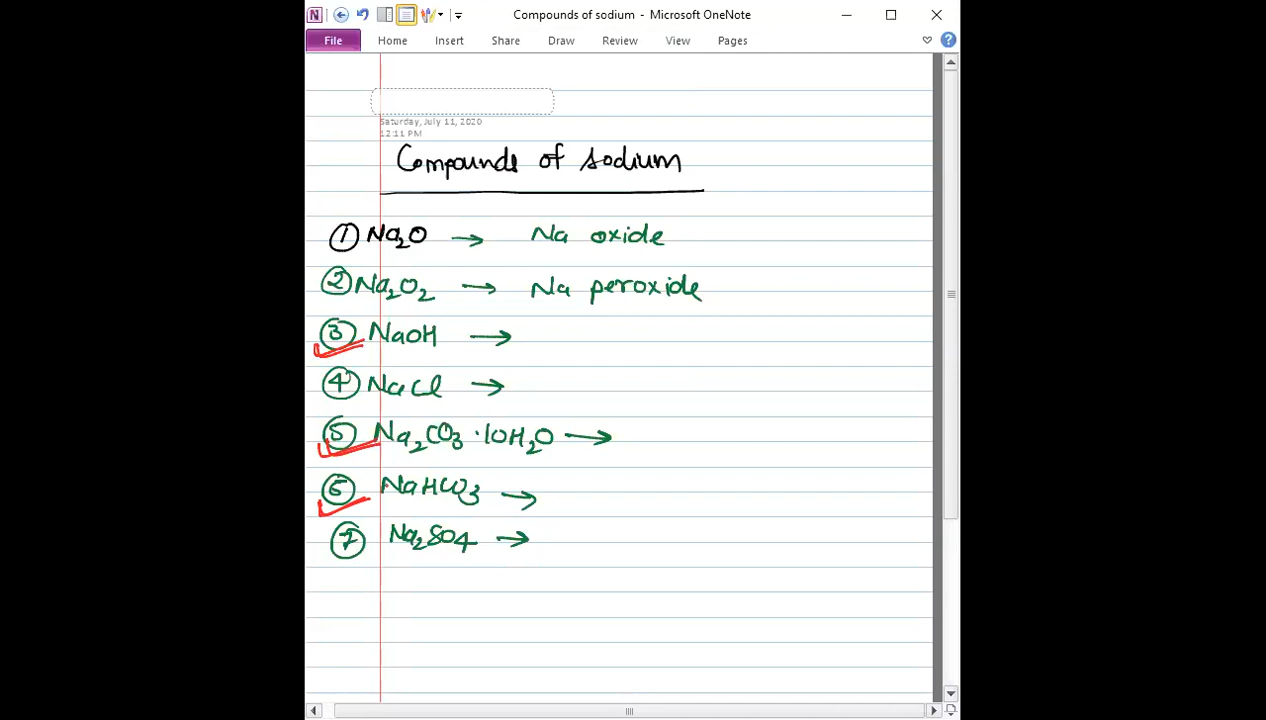 Compounds of sodium - Microsoft OneNote
File Home Insert Share Draw Review View Pages
Saturday, July 11, 2020
12:11 PM
Compounds of sodium
① Na₂O → Na oxide
② Na₂O₂ → Na peroxide
③ NaOH →
④ NaCl →
⑤ Na₂CO₃·10H₂O →
⑥ NaHCO₃ →
⑦ Na₂SO₄ →